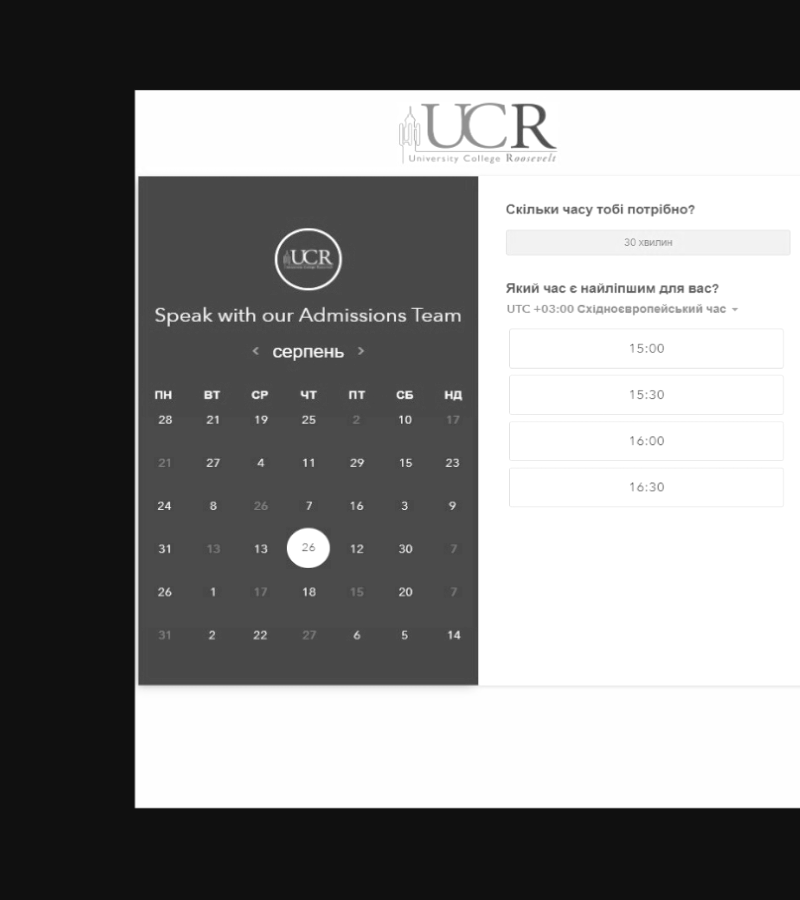 UCR
University College Roosevelt
UCR
Speak with our Admissions Team
< серпень >
ПН ВТ СР ЧТ ПТ СБ НД
28 21 19 25 2 10 17
21 27 4 11 29 15 23
24 8 26 7 16 3 9
31 13 13 26 12 30 7
26 1 17 18 15 20 7
31 2 22 27 6 5 14
Скільки часу тобі потрібно?
30 хвилин
Який час є найліпшим для вас?
UTC +03:00 Східноєвропейський час
15:00
15:30
16:00
16:30